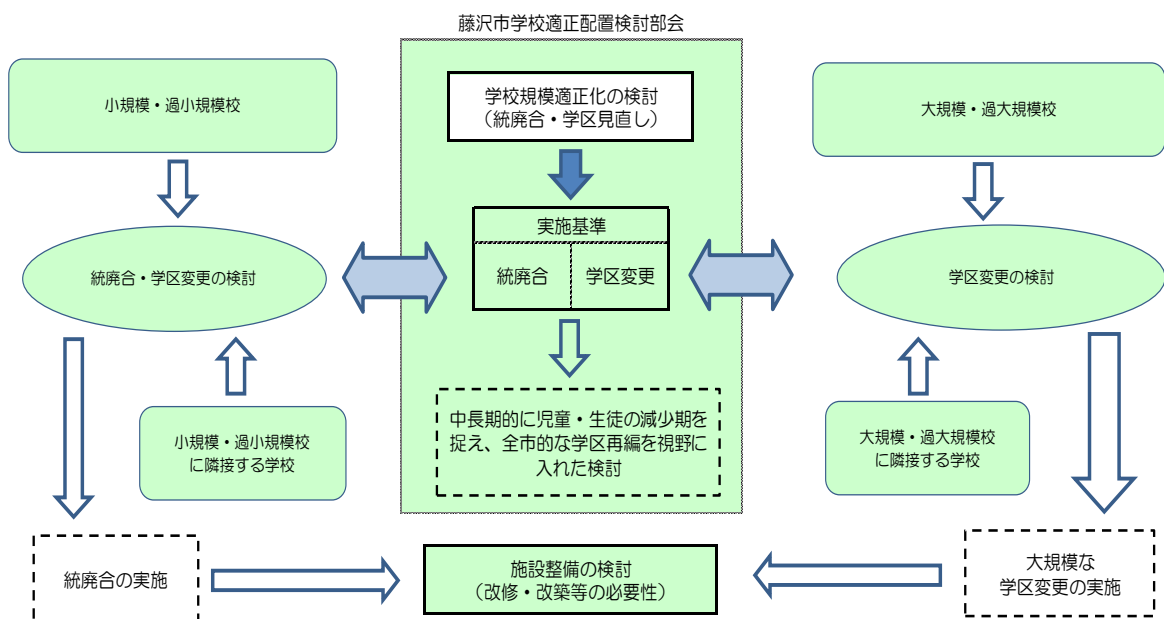 藤沢市学校適正配置検討部会
小規模・過小規模校
学校規模適正化の検討
（統廃合・学区見直し）
大規模・過大規模校
実施基準
統廃合
学区変更
統廃合・学区変更の検討
学区変更の検討
小規模・過小規模校
に隣接する学校
中長期的に児童・生徒の減少期を
捉え、全市的な学区再編を視野に
入れた検討
大規模・過大規模校
に隣接する学校
統廃合の実施
施設整備の検討
（改修・改築等の必要性）
大規模な
学区変更の実施